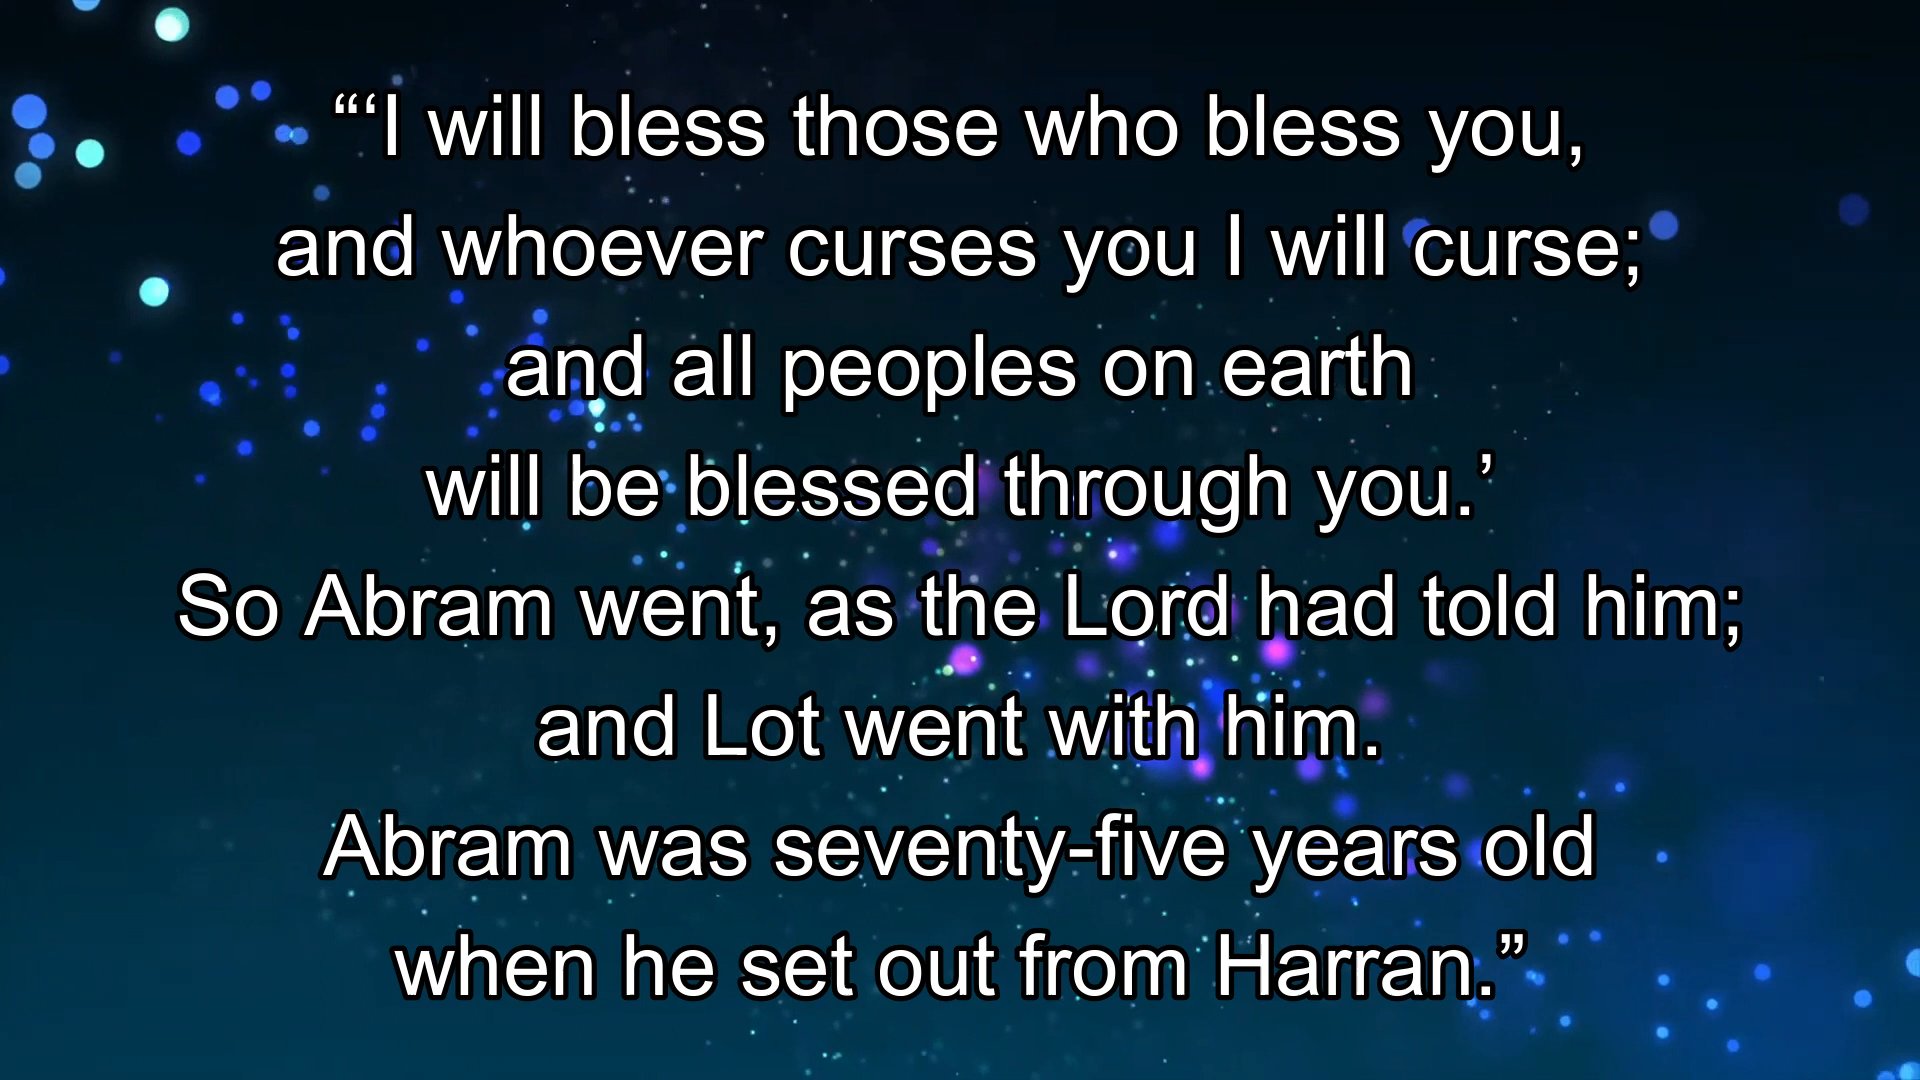 “‘I will bless those who bless you,
and whoever curses you I will curse;
and all peoples on earth
will be blessed through you.’
So Abram went, as the Lord had told him;
and Lot went with him.
Abram was seventy-five years old
when he set out from Harran.”